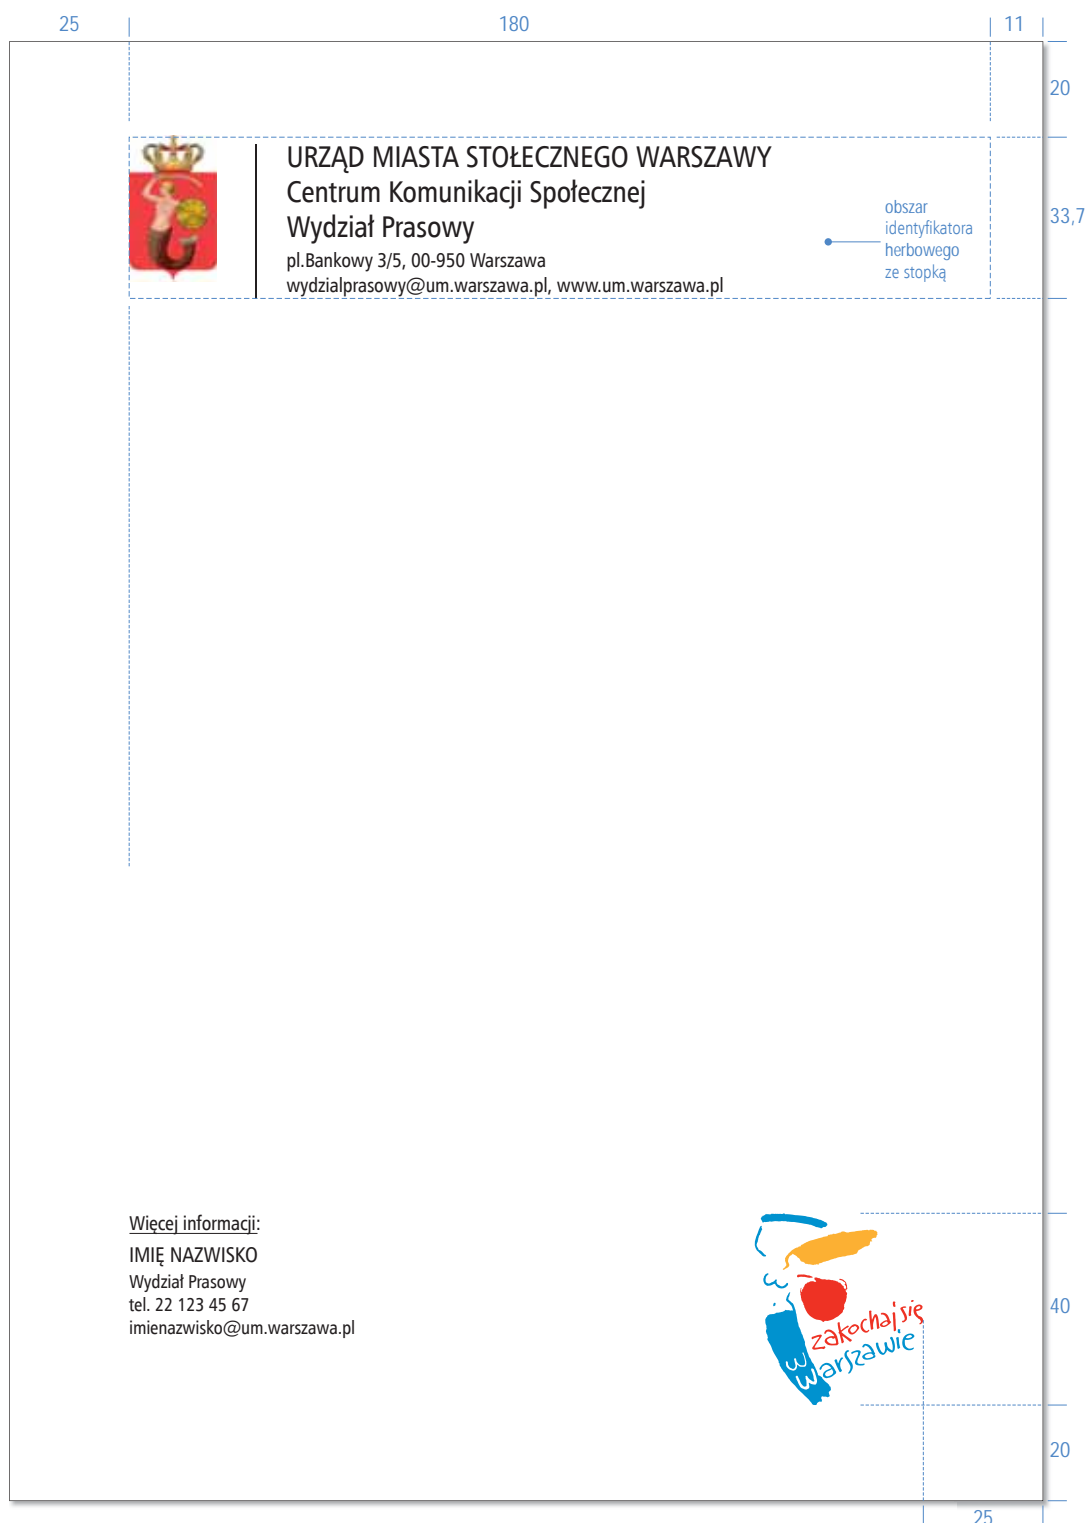 25 180 11
20
URZĄD MIASTA STOŁECZNEGO WARSZAWY
Centrum Komunikacji Społecznej
Wydział Prasowy
pl.Bankowy 3/5, 00-950 Warszawa
wydzialprasowy@um.warszawa.pl, www.um.warszawa.pl
obszar
identyfikatora
herbowego
ze stopką
33,7
Więcej informacji:
IMIĘ NAZWISKO
Wydział Prasowy
tel. 22 123 45 67
imienazwisko@um.warszawa.pl
zakochaj się
w warszawie
40
20
25